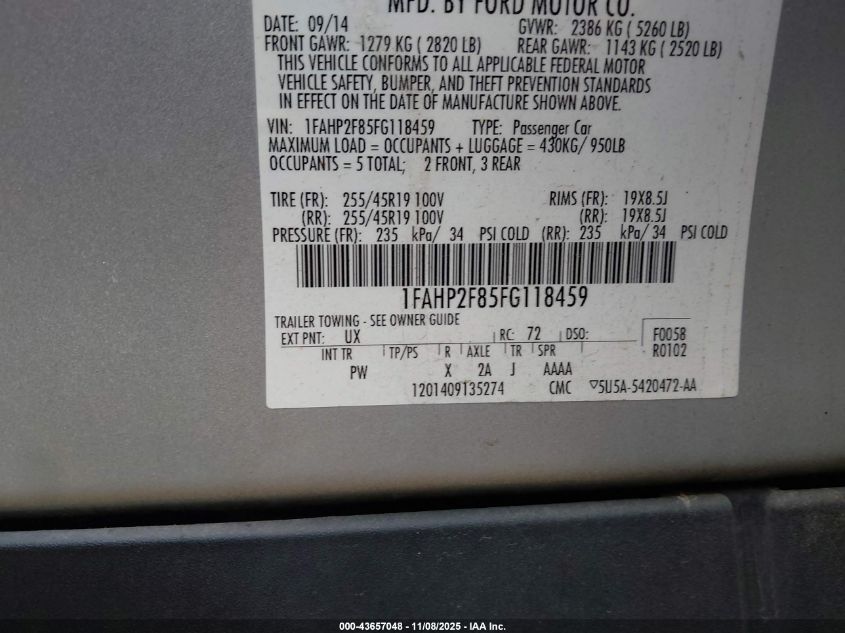 MFD. BY FORD MOTOR CO.
DATE: 09/14 GVWR: 2386 KG ( 5260 LB)
FRONT GAWR: 1279 KG ( 2820 LB) REAR GAWR: 1143 KG ( 2520 LB)
THIS VEHICLE CONFORMS TO ALL APPLICABLE FEDERAL MOTOR
VEHICLE SAFETY, BUMPER, AND THEFT PREVENTION STANDARDS
IN EFFECT ON THE DATE OF MANUFACTURE SHOWN ABOVE.
VIN: 1FAHP2F85FG118459 TYPE: Passenger Car
MAXIMUM LOAD = OCCUPANTS + LUGGAGE = 430KG/ 950LB
OCCUPANTS = 5 TOTAL; 2 FRONT, 3 REAR
TIRE (FR): 255/45R19 100V RIMS (FR): 19X8.5J
(RR): 255/45R19 100V (RR): 19X8.5J
PRESSURE (FR): 235 kPa/ 34 PSI COLD (RR): 235 kPa/ 34 PSI COLD
1FAHP2F85FG118459
TRAILER TOWING - SEE OWNER GUIDE
EXT PNT: UX RC: 72 DSO: F0058
INT TR TP/PS R AXLE TR SPR R0102
PW X 2A J AAAA
1201409135274 CMC ▽5U5A-5420472-AA
000-43657048 - 11/08/2025 - IAA Inc.